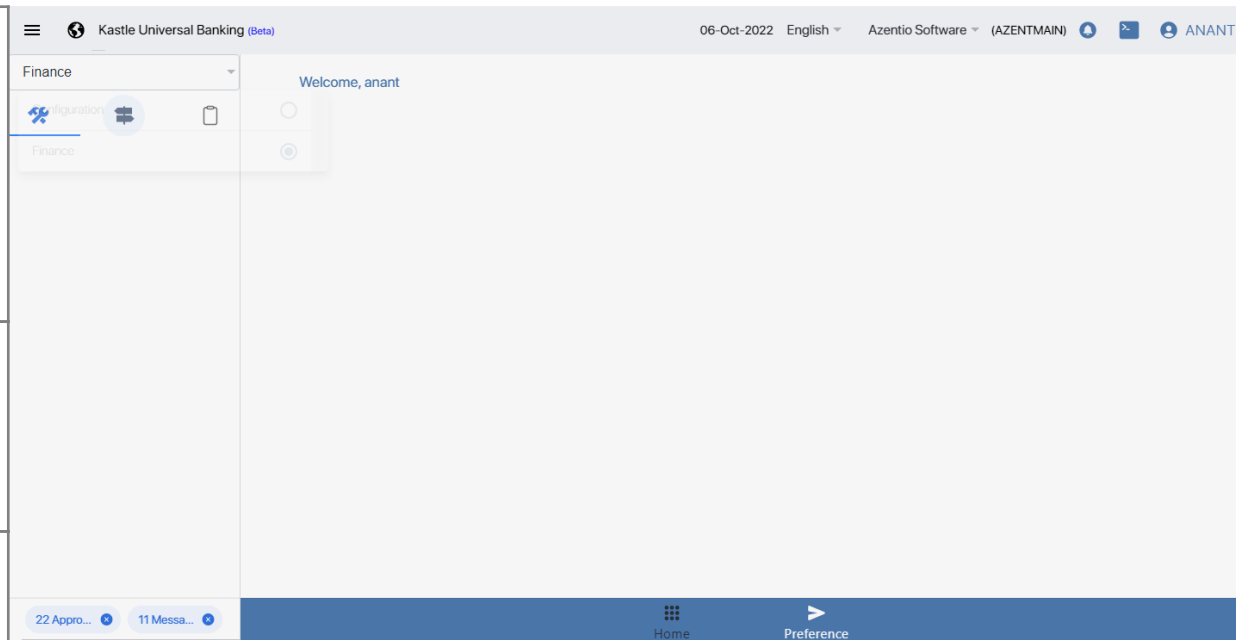 Kastle Universal Banking (Beta) 06-Oct-2022 English Azentio Software (AZENTMAIN) ANANT
Finance
Welcome, anant
Configuration
Finance
22 Appro... 11 Messa...
Home Preference